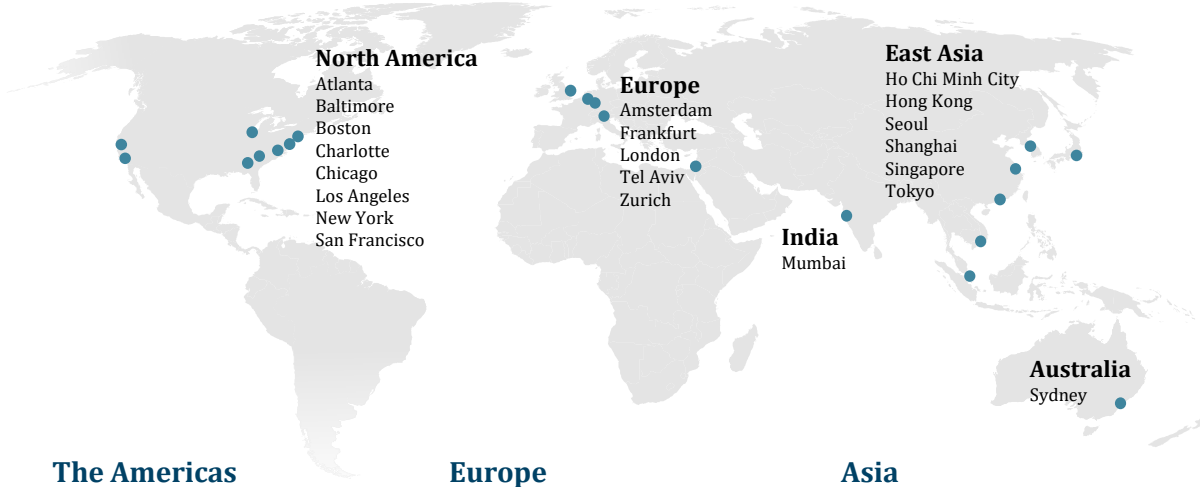 North America
Atlanta
Baltimore
Boston
Charlotte
Chicago
Los Angeles
New York
San Francisco
Europe
Amsterdam
Frankfurt
London
Tel Aviv
Zurich
East Asia
Ho Chi Minh City
Hong Kong
Seoul
Shanghai
Singapore
Tokyo
India
Mumbai
Australia
Sydney
The Americas
Europe
Asia